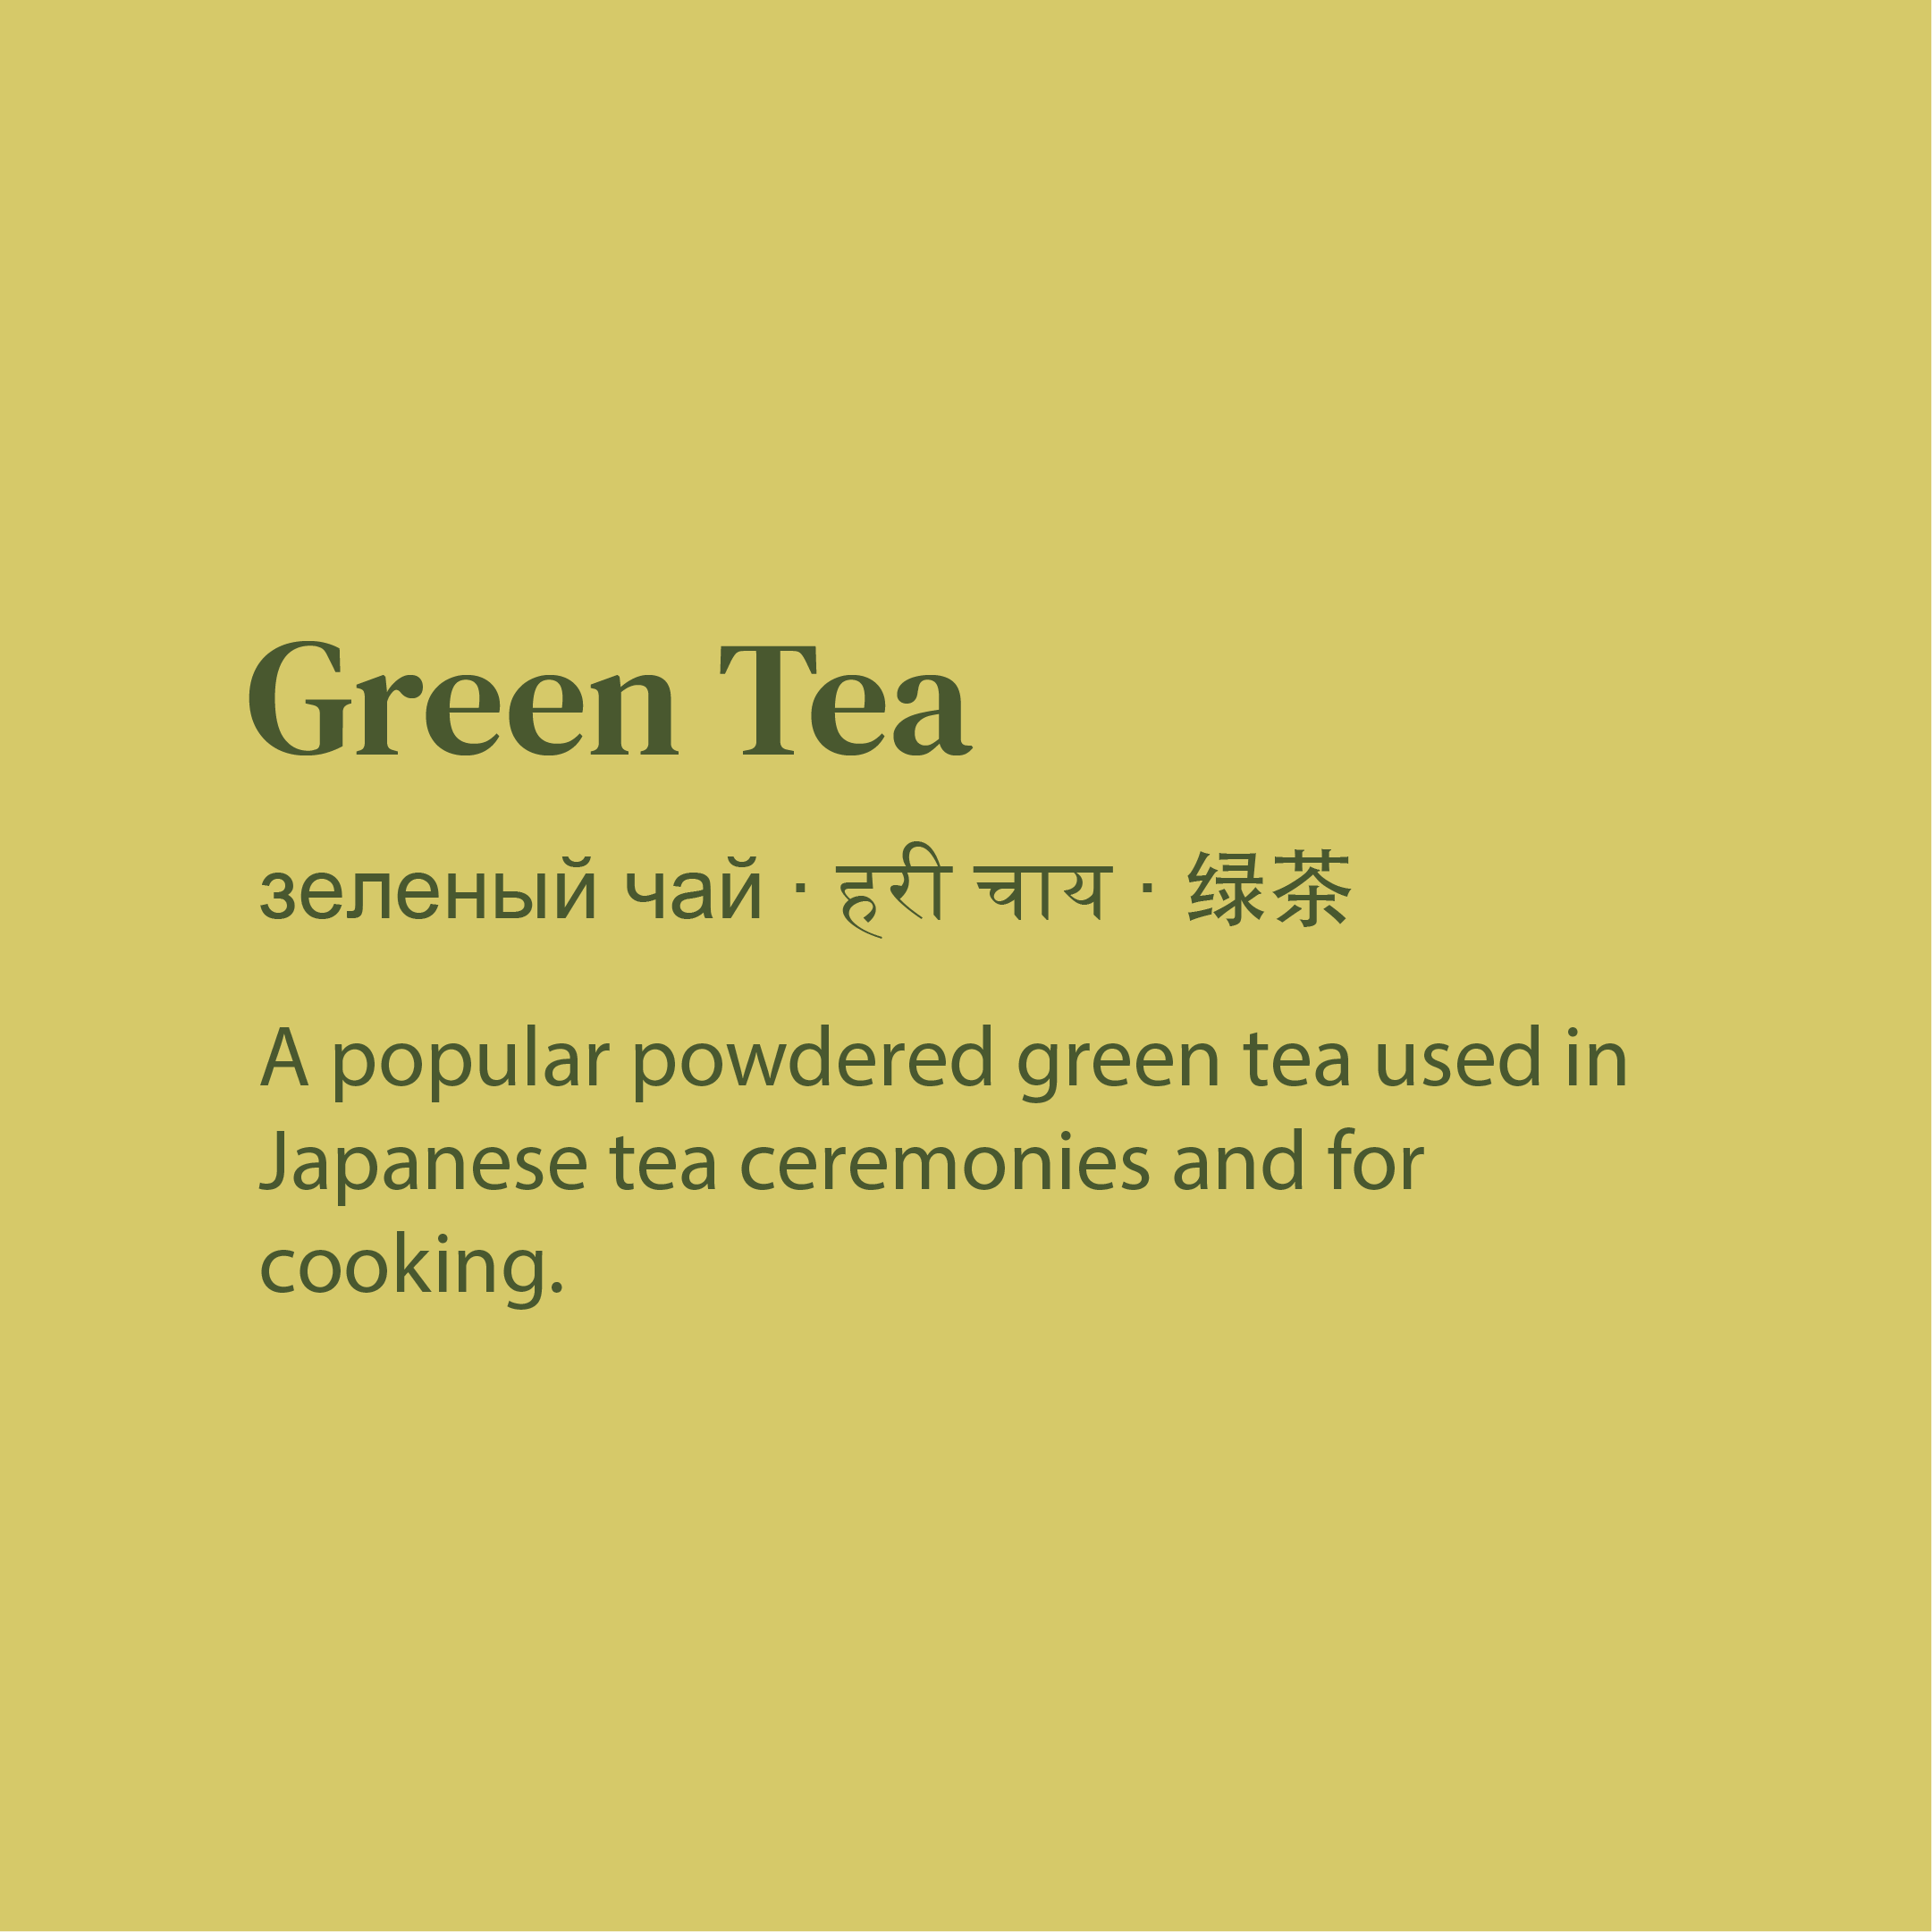 Green Tea
зеленый чай · हरी चाय · 绿茶
A popular powdered green tea used in
Japanese tea ceremonies and for
cooking.